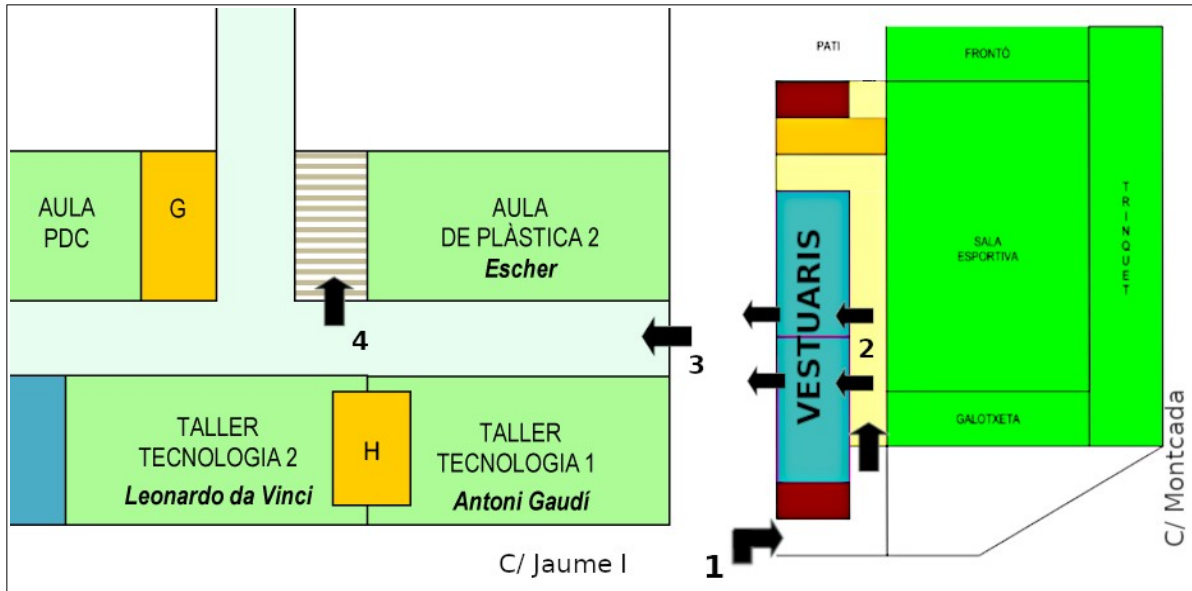 PATI
FRONTÓ
AULA
PDC
G
AULA
DE PLÀSTICA 2
Escher
SALA
ESPORTIVA
TRINQUET
VESTUARIS
4
3
2
TALLER
TECNOLOGIA 2
Leonardo da Vinci
H
TALLER
TECNOLOGIA 1
Antoni Gaudí
GALOTXETA
C/ Montcada
C/ Jaume I
1